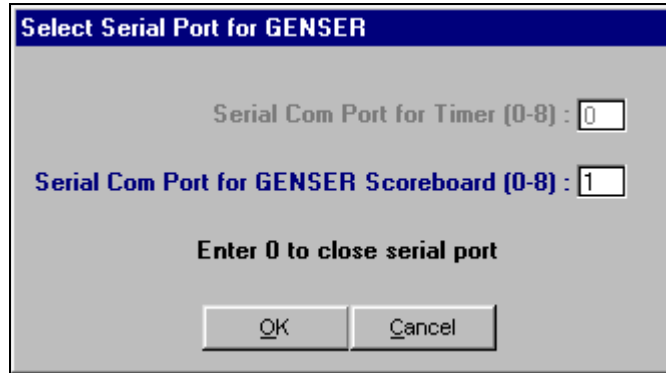 Select Serial Port for GENSER
Serial Com Port for Timer (0-8) : 0
Serial Com Port for GENSER Scoreboard (0-8) : 1
Enter 0 to close serial port
OK Cancel